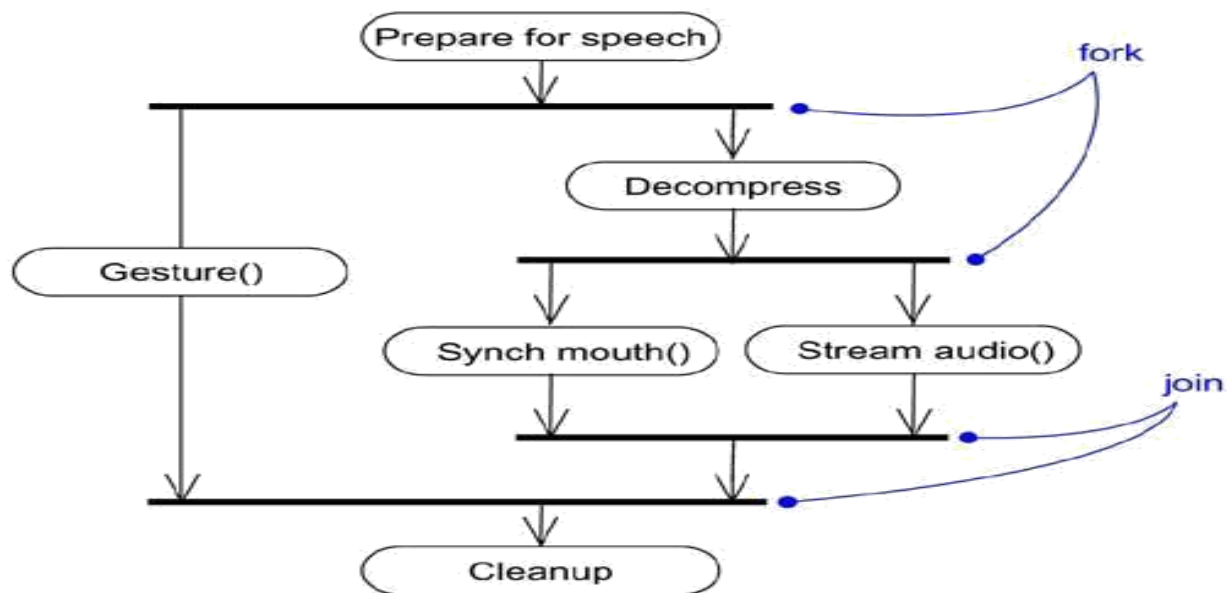 Prepare for speech
fork
Decompress
Gesture()
Synch mouth()
Stream audio()
join
Cleanup